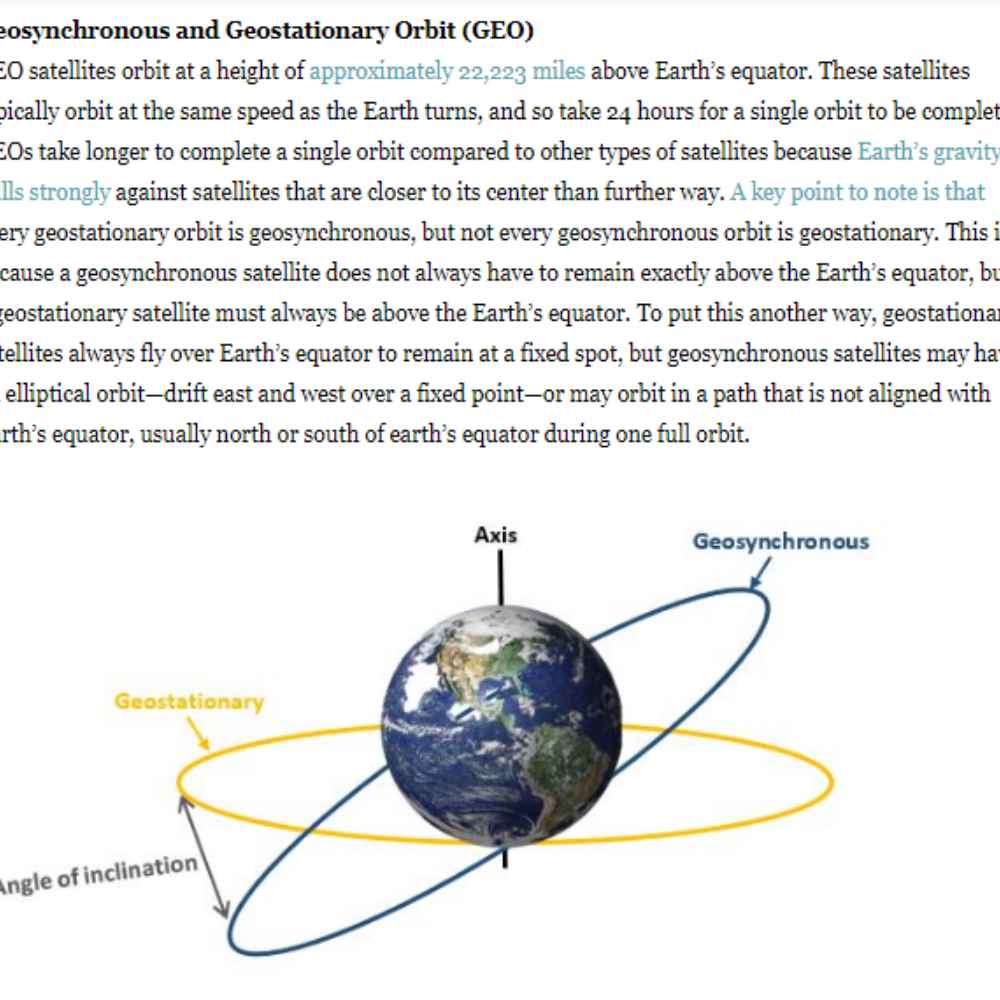 eosynchronous and Geostationary Orbit (GEO)
EO satellites orbit at a height of approximately 22,223 miles above Earth's equator. These satellites
pically orbit at the same speed as the Earth turns, and so take 24 hours for a single orbit to be complet
EOs take longer to complete a single orbit compared to other types of satellites because Earth's gravity
lls strongly against satellites that are closer to its center than further way. A key point to note is that
ery geostationary orbit is geosynchronous, but not every geosynchronous orbit is geostationary. This i
cause a geosynchronous satellite does not always have to remain exactly above the Earth's equator, bu
geostationary satellite must always be above the Earth's equator. To put this another way, geostationar
tellites always fly over Earth's equator to remain at a fixed spot, but geosynchronous satellites may hav
elliptical orbit—drift east and west over a fixed point—or may orbit in a path that is not aligned with
rth's equator, usually north or south of earth's equator during one full orbit.
Axis
Geosynchronous
Geostationary
Angle of inclination